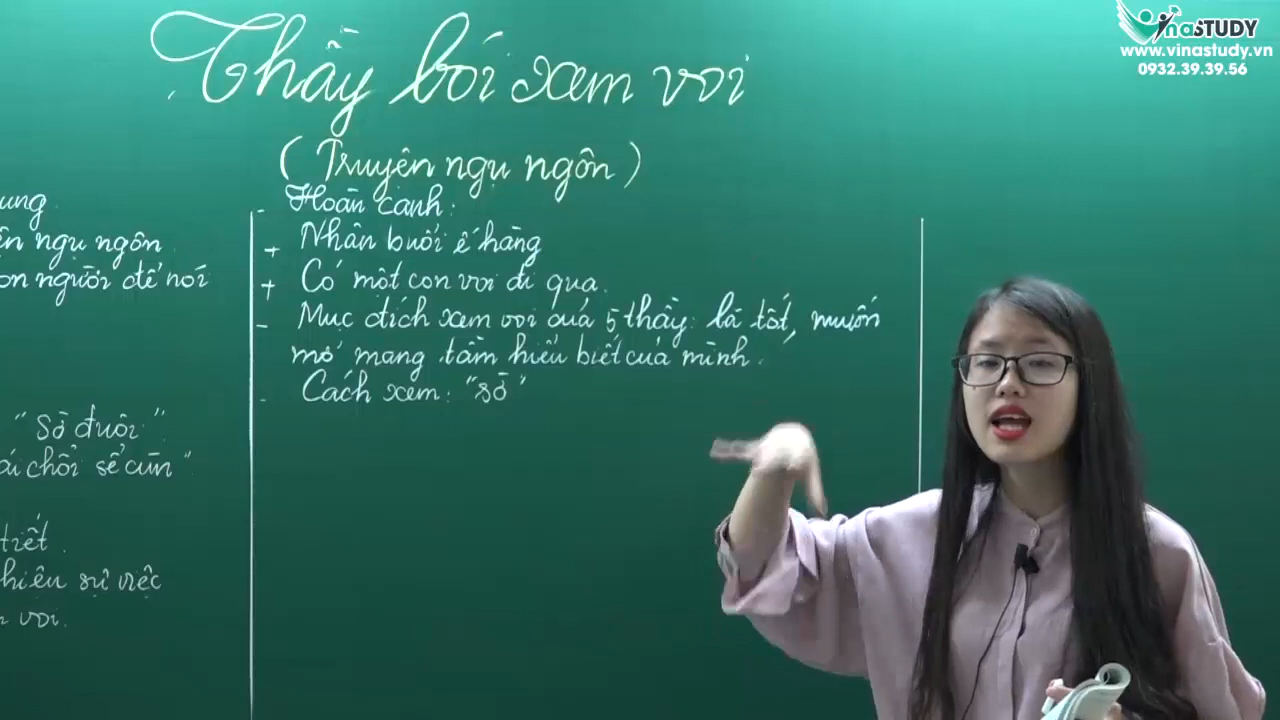 Thầy bói xem voi
(Truyện ngụ ngôn)
ung
ện ngụ ngôn
on người để nói
"Sờ đuôi"
ái chổi sể cùn"
tiết.
hiện sự việc
voi.
- Hoàn cảnh:
+ Nhân buổi ế hàng
+ Có một con voi đi qua.
- Mục đích xem voi của 5 thầy: là tốt, muốn
mở mang tầm hiểu biết của mình.
- Cách xem: "sờ"
VinaSTUDY
www.vinastudy.vn
0932.39.39.56